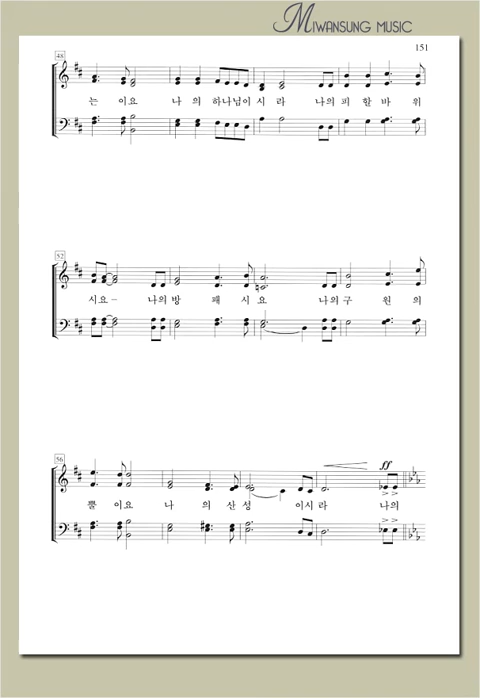 MIWANSUNG MUSIC
151
48
는 이요 나 의 하나님이 시 라 나의 피 할 바 위
52
시요- 나의 방 패 시 요 나의 구 원 의
56
ff
뿔 이요 나 의 산 성 이시 라 나의